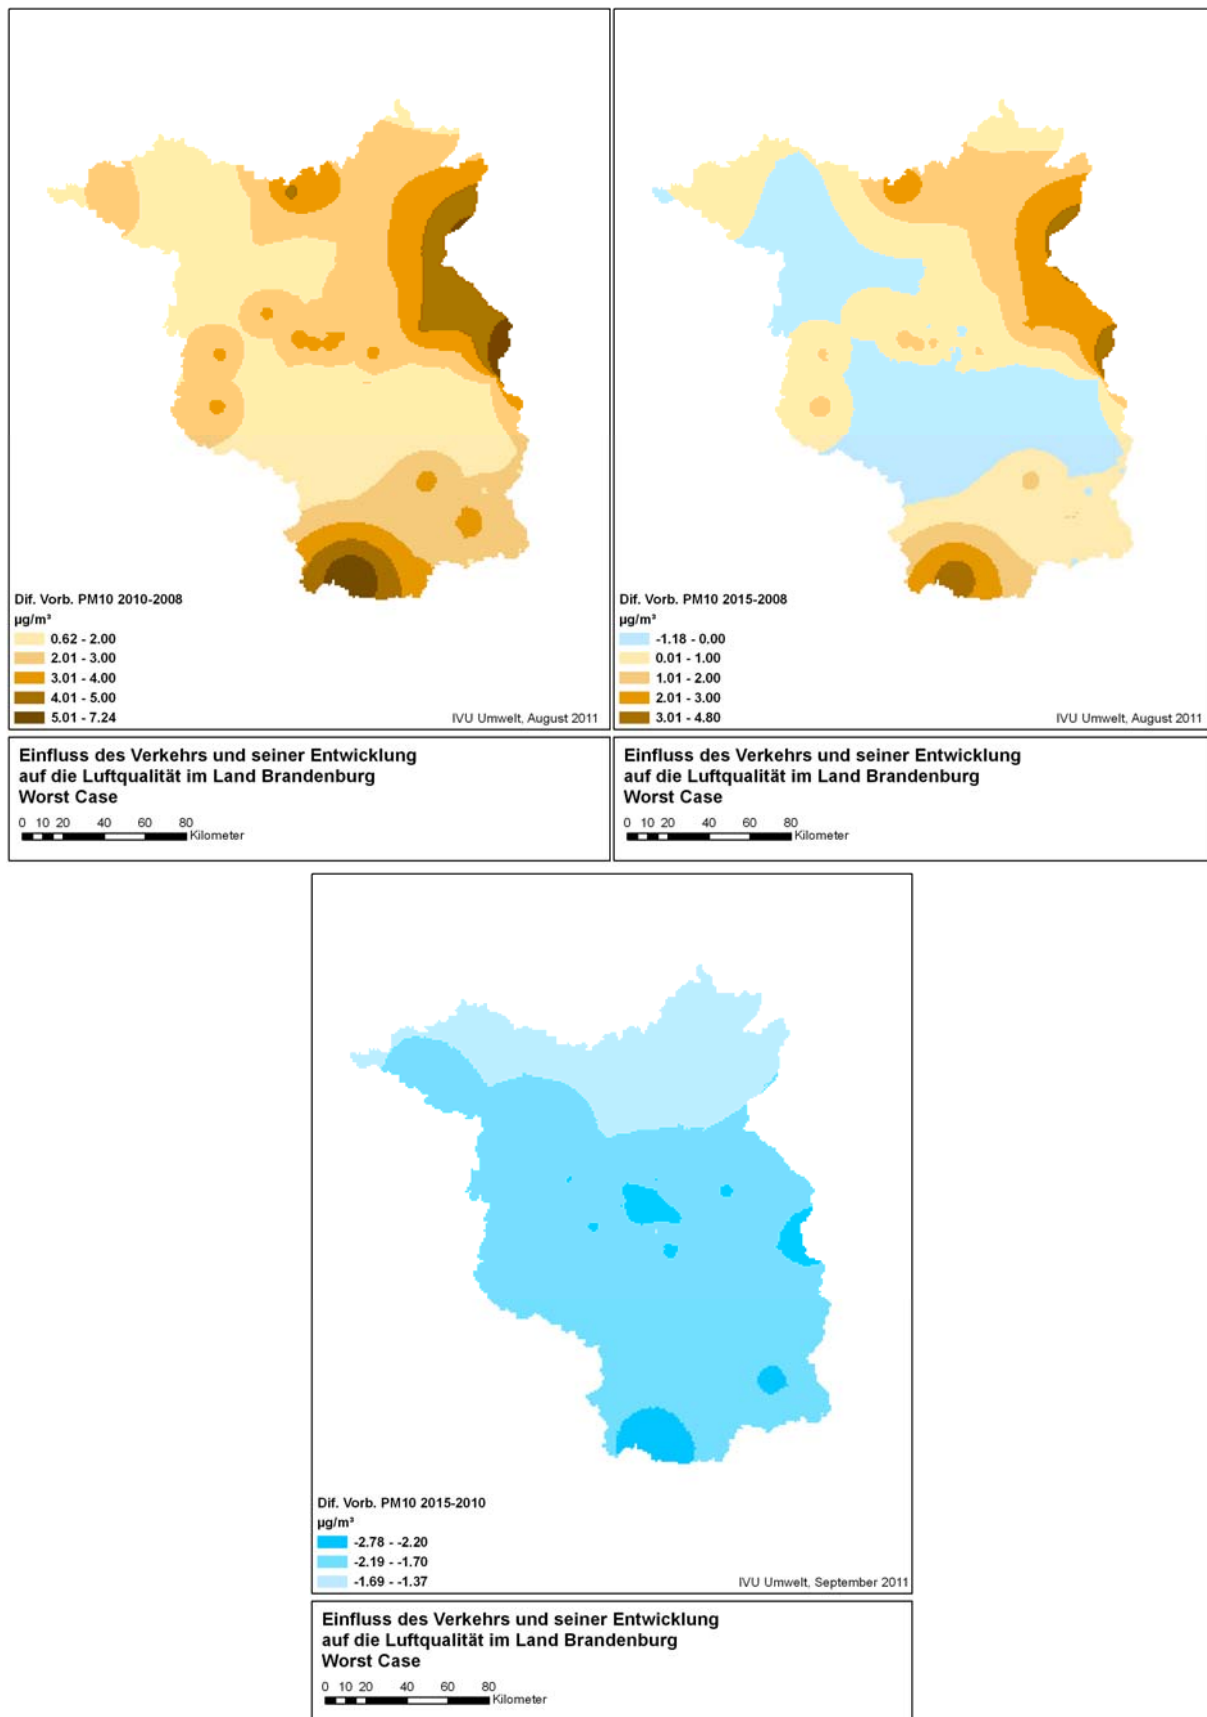 Dif. Vorb. PM10 2010-2008
µg/m³
0.62 - 2.00
2.01 - 3.00
3.01 - 4.00
4.01 - 5.00
5.01 - 7.24
IVU Umwelt, August 2011
Einfluss des Verkehrs und seiner Entwicklung
auf die Luftqualität im Land Brandenburg
Worst Case
0 10 20 40 60 80
Kilometer
Dif. Vorb. PM10 2015-2008
µg/m³
-1.18 - 0.00
0.01 - 1.00
1.01 - 2.00
2.01 - 3.00
3.01 - 4.80
IVU Umwelt, August 2011
Einfluss des Verkehrs und seiner Entwicklung
auf die Luftqualität im Land Brandenburg
Worst Case
0 10 20 40 60 80
Kilometer
Dif. Vorb. PM10 2015-2010
µg/m³
-2.78 - -2.20
-2.19 - -1.70
-1.69 - -1.37
IVU Umwelt, September 2011
Einfluss des Verkehrs und seiner Entwicklung
auf die Luftqualität im Land Brandenburg
Worst Case
0 10 20 40 60 80
Kilometer